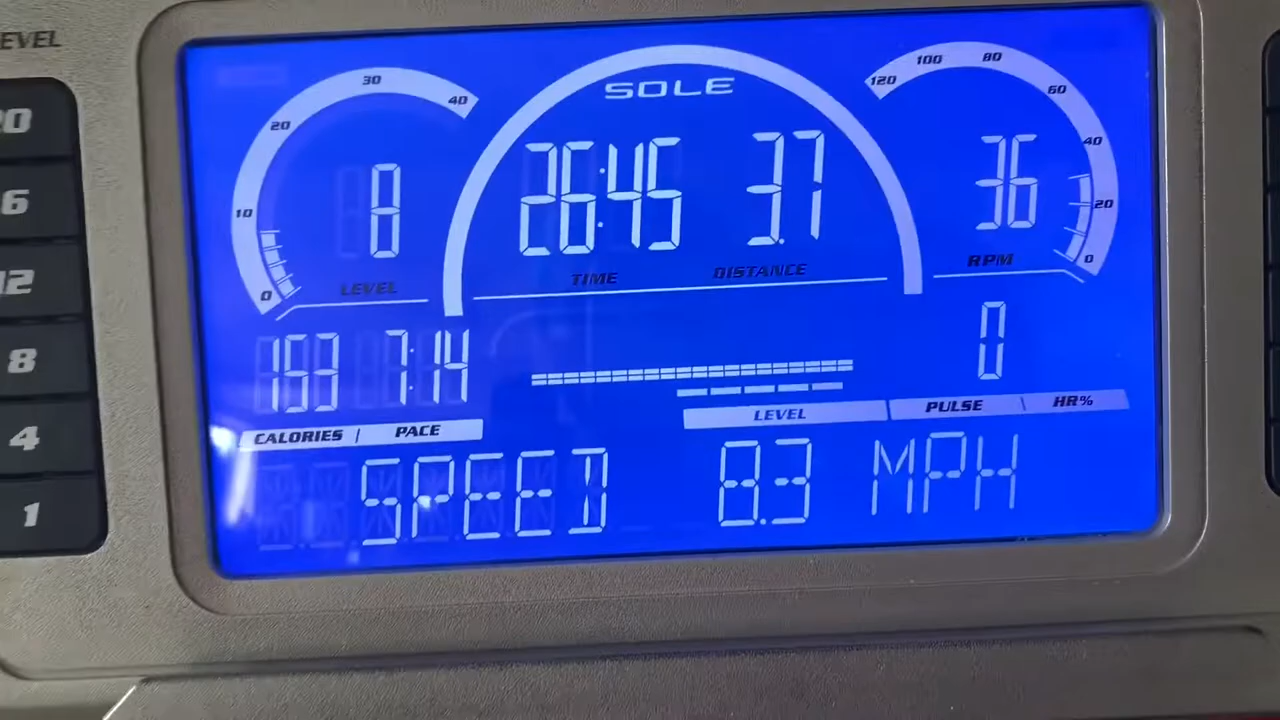 LEVEL
20
16
12
8
4
1
SOLE
0 10 20 30 40
120 100 80 60 40 20 0
8
LEVEL
26:45 3.7
TIME DISTANCE
36
RPM
153 7:14
CALORIES | PACE
LEVEL
0
PULSE \ HR%
SPEED 8.3 MPH